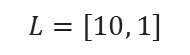 L = [10, 1]